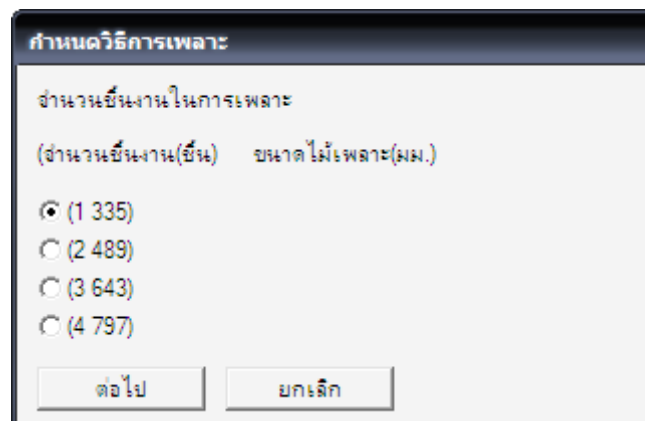 กำหนดวิธีการเพลาะ
จำนวนชิ้นงานในการเพลาะ
(จำนวนชิ้นงาน(ชิ้น) ขนาดไม้เพลาะ(มม.)
(1 335)
(2 489)
(3 643)
(4 797)
ต่อไป ยกเลิก